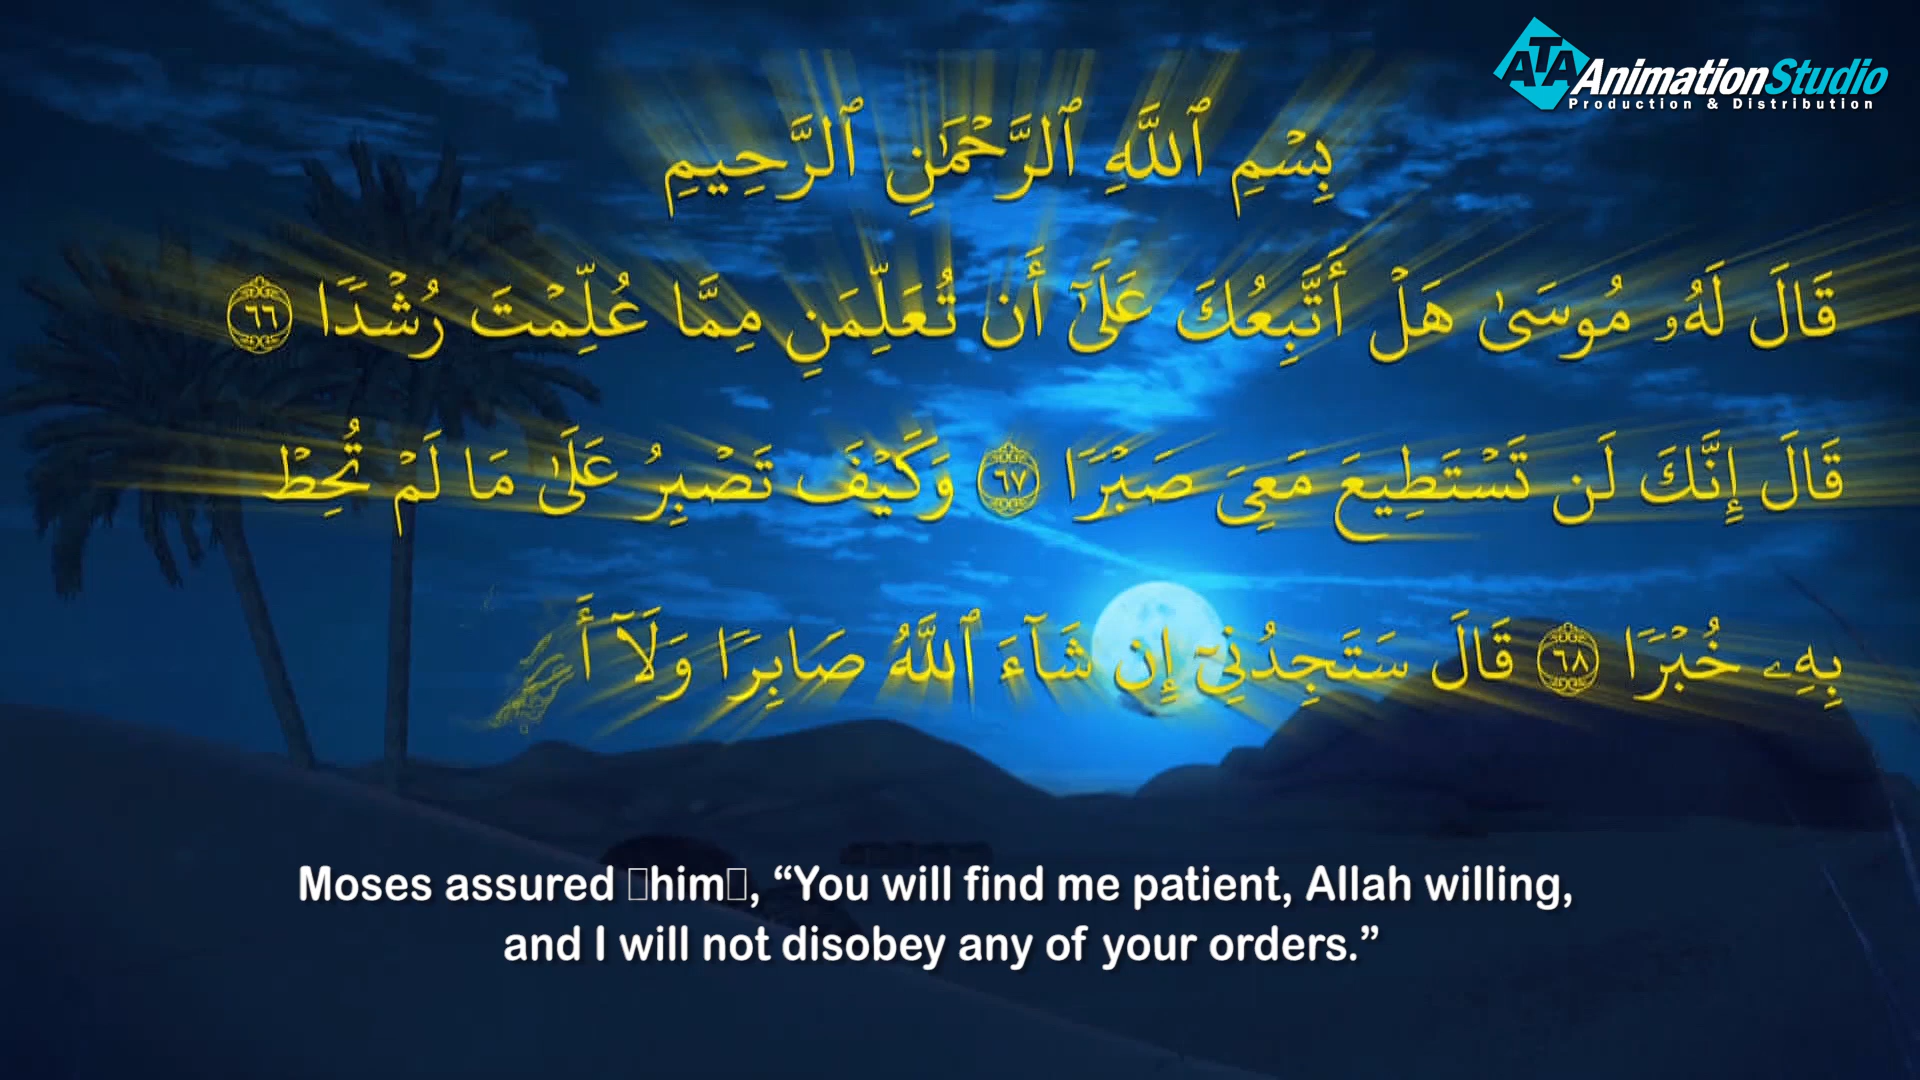 ATA AnimationStudio
Production & Distribution
بِسْمِ ٱللَّهِ ٱلرَّحْمَٰنِ ٱلرَّحِيمِ
قَالَ لَهُۥ مُوسَىٰ هَلْ أَتَّبِعُكَ عَلَىٰٓ أَن تُعَلِّمَنِ مِمَّا عُلِّمْتَ رُشْدًا ٦٦
قَالَ إِنَّكَ لَن تَسْتَطِيعَ مَعِىَ صَبْرًا ٦٧ وَكَيْفَ تَصْبِرُ عَلَىٰ مَا لَمْ تُحِطْ
بِهِۦ خُبْرًا ٦٨ قَالَ سَتَجِدُنِىٓ إِن شَآءَ ٱللَّهُ صَابِرًا وَلَآ أَ
Moses assured ▯him▯, “You will find me patient, Allah willing,
and I will not disobey any of your orders.”